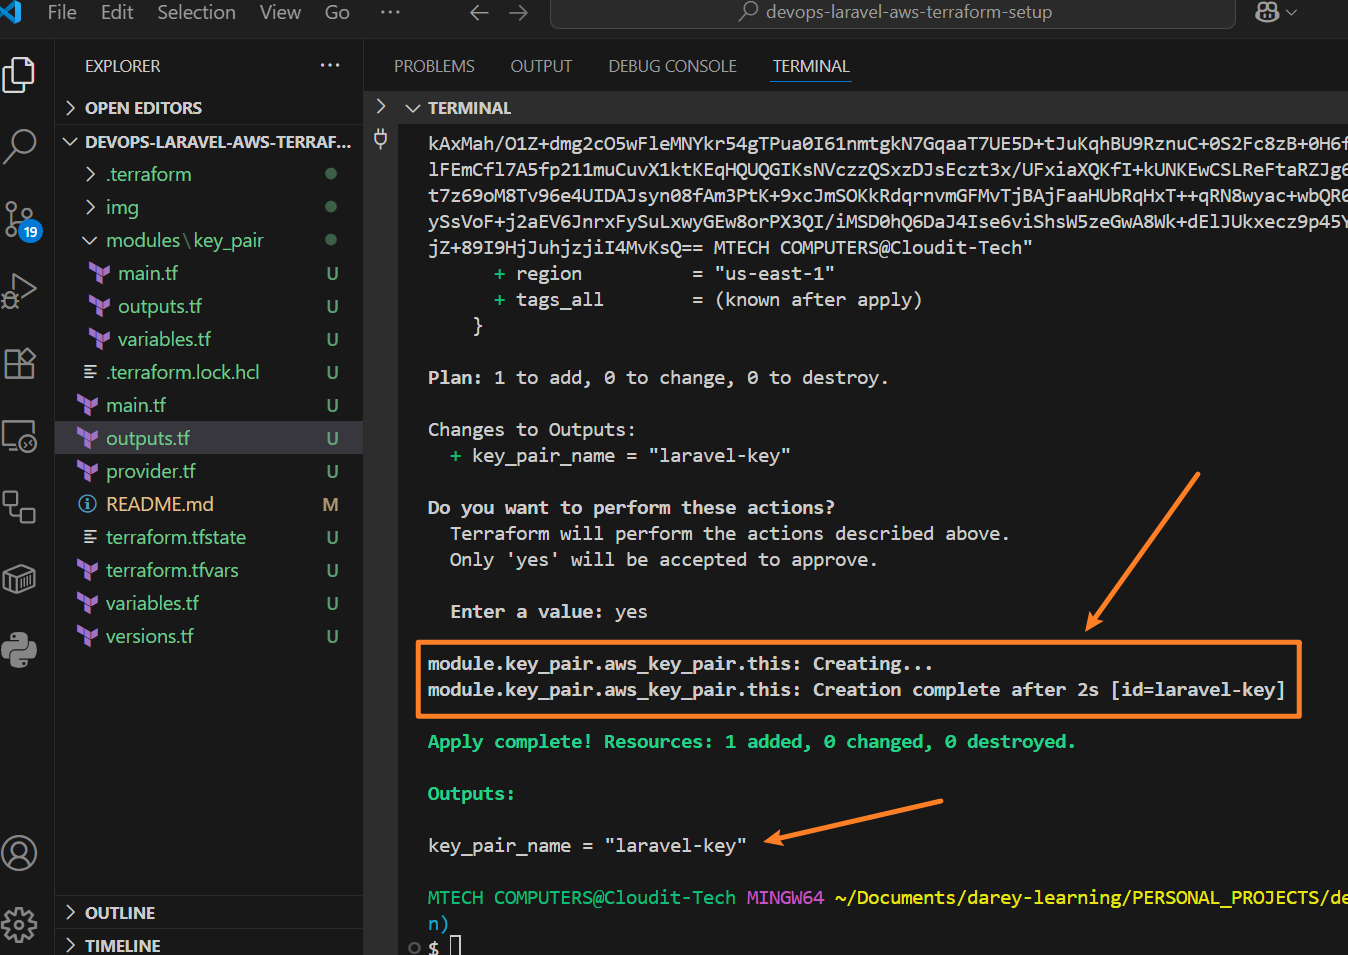 File Edit Selection View Go ···
devops-laravel-aws-terraform-setup
EXPLORER ···
OPEN EDITORS
DEVOPS-LARAVEL-AWS-TERRAF...
.terraform
img
modules\key_pair
main.tf U
outputs.tf U
variables.tf U
.terraform.lock.hcl U
main.tf U
outputs.tf U
provider.tf U
README.md M
terraform.tfstate U
terraform.tfvars U
variables.tf U
versions.tf U
OUTLINE
TIMELINE
19
PROBLEMS OUTPUT DEBUG CONSOLE TERMINAL
TERMINAL
kAxMah/O1Z+dmg2cO5wFleMNYkr54gTPua0I61nmtgkN7GqaaT7UE5D+tJuKqhBU9RznuC+0S2Fc8zB+0H6f
lFEmCfl7A5fp211muCuvX1ktKEqHQUQGIKsNVczzQSxzDJsEczt3x/UFxiaXQKfI+kUNKEwCSLReFtaRZJg6
t7z69oM8Tv96e4UIDAJsyn08fAm3PtK+9xcJmSOKkRdqrnvmGFMvTjBAjFaaHUbRqHxT++qRN8wyac+wbQR0
ySsVoF+j2aEV6JnrxFySuLxwyGEw8orPX3QI/iMSD0hQ6DaJ4Ise6viShsW5zeGwA8Wk+dElJUkxecz9p45Y
jZ+89I9HjJuhjzjiI4MvKsQ== MTECH COMPUTERS@Cloudit-Tech"
+ region = "us-east-1"
+ tags_all = (known after apply)
}
Plan: 1 to add, 0 to change, 0 to destroy.
Changes to Outputs:
+ key_pair_name = "laravel-key"
Do you want to perform these actions?
Terraform will perform the actions described above.
Only 'yes' will be accepted to approve.
Enter a value: yes
module.key_pair.aws_key_pair.this: Creating...
module.key_pair.aws_key_pair.this: Creation complete after 2s [id=laravel-key]
Apply complete! Resources: 1 added, 0 changed, 0 destroyed.
Outputs:
key_pair_name = "laravel-key"
MTECH COMPUTERS@Cloudit-Tech MINGW64 ~/Documents/darey-learning/PERSONAL_PROJECTS/de
n)
$